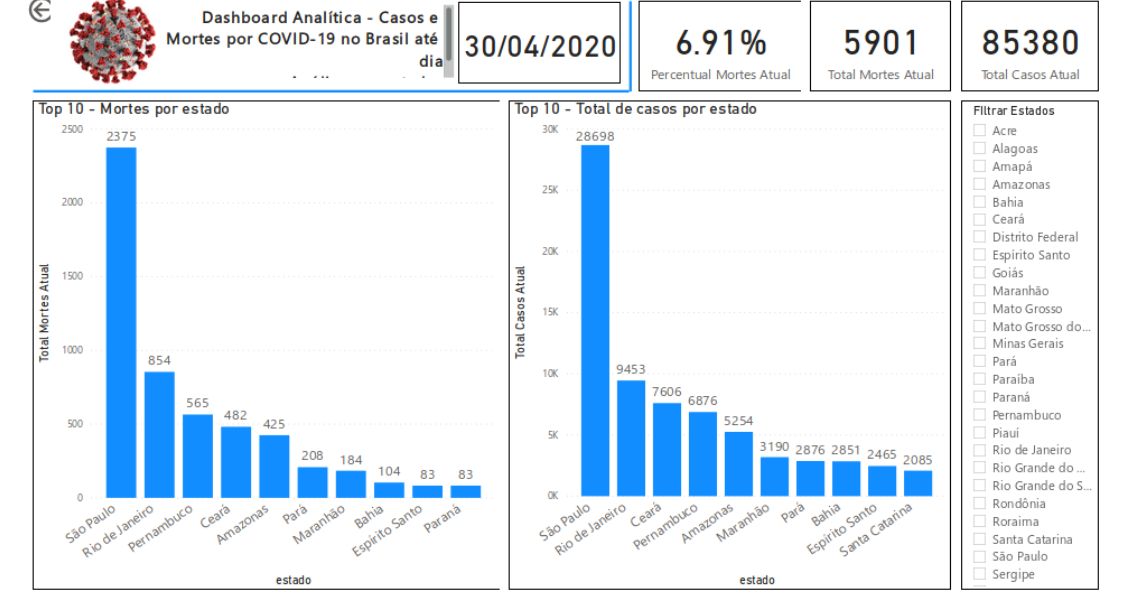 Dashboard Analítica - Casos e
Mortes por COVID-19 no Brasil até
dia
30/04/2020
6.91%
Percentual Mortes Atual
5901
Total Mortes Atual
85380
Total Casos Atual
Top 10 - Mortes por estado
Total Mortes Atual
2500
2000
1500
1000
500
0
2375
854
565
482
425
208
184
104
83
83
São Paulo
Rio de Janeiro
Pernambuco
Ceará
Amazonas
Pará
Maranhão
Bahia
Espírito Santo
Paraná
estado
Top 10 - Total de casos por estado
Total Casos Atual
30K
25K
20K
15K
10K
5K
0K
28698
9453
7606
6876
5254
3190
2876
2851
2465
2085
São Paulo
Rio de Janeiro
Ceará
Pernambuco
Amazonas
Maranhão
Pará
Bahia
Espírito Santo
Santa Catarina
estado
FIltrar Estados
Acre
Alagoas
Amapá
Amazonas
Bahia
Ceará
Distrito Federal
Espírito Santo
Goiás
Maranhão
Mato Grosso
Mato Grosso do...
Minas Gerais
Pará
Paraíba
Paraná
Pernambuco
Piauí
Rio de Janeiro
Rio Grande do ...
Rio Grande do S...
Rondônia
Roraima
Santa Catarina
São Paulo
Sergipe